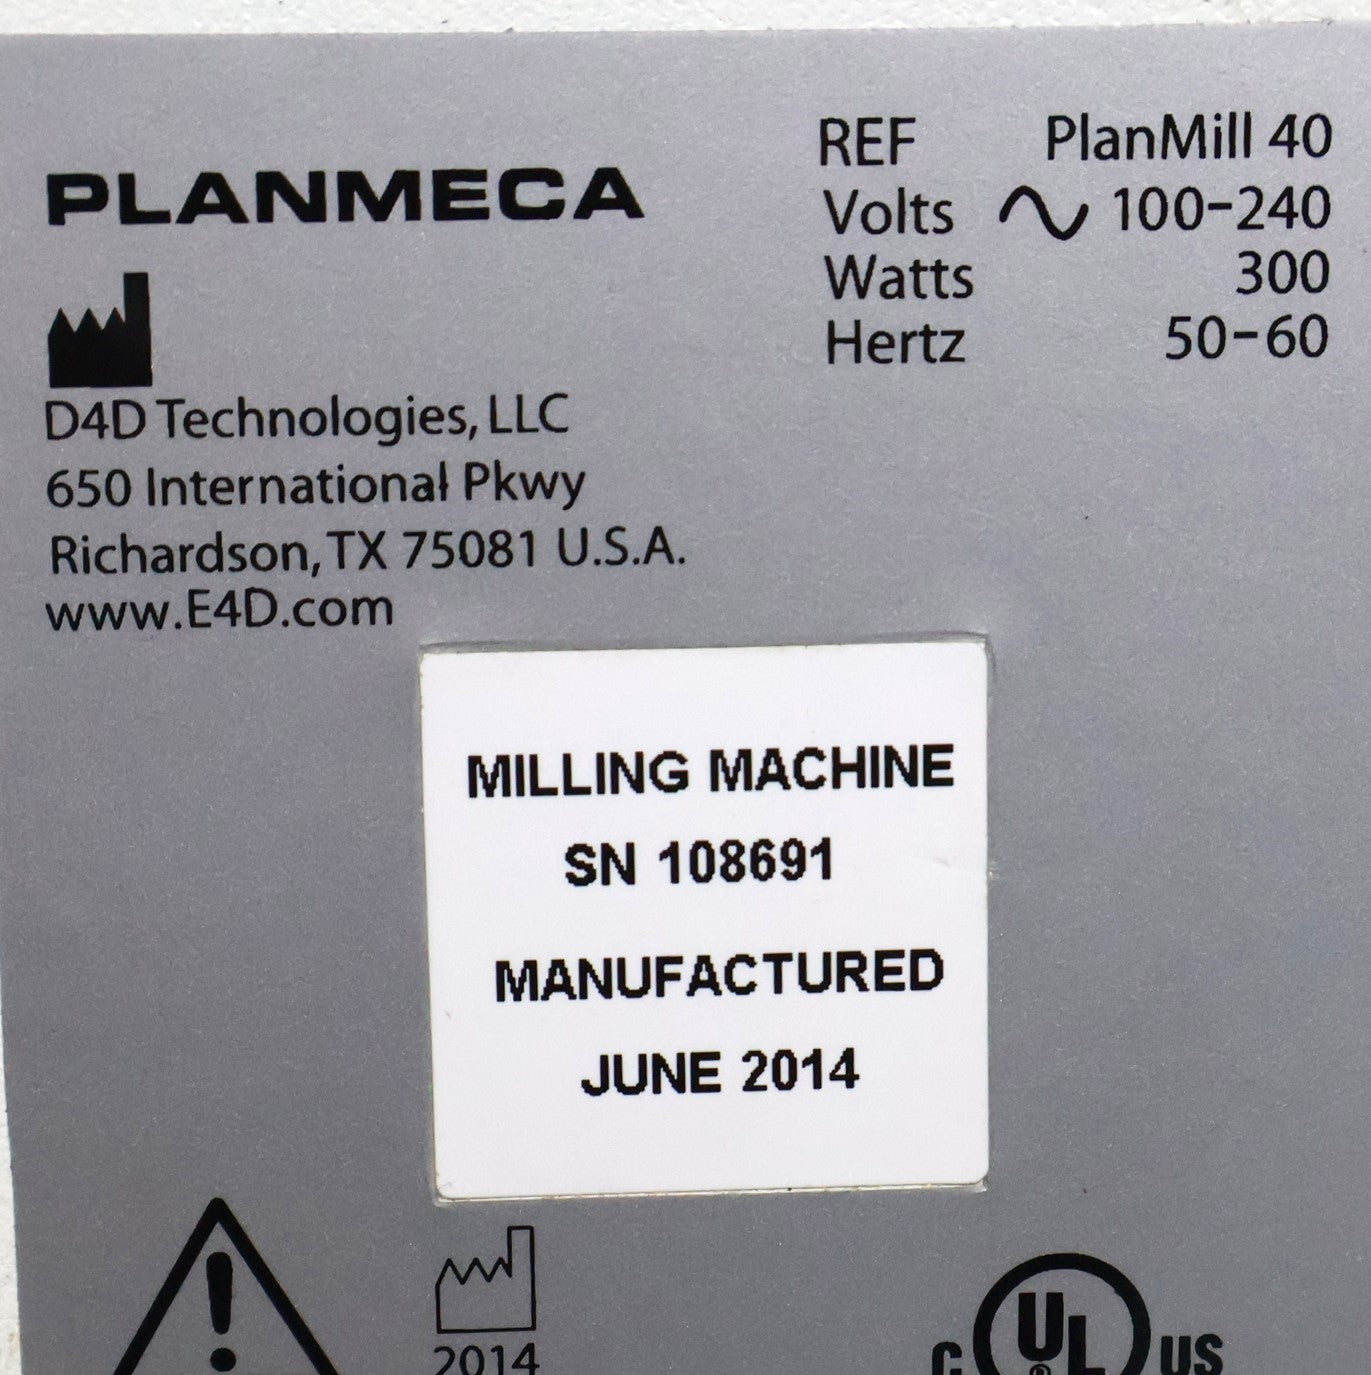 PLANMECA
REF PlanMill 40
Volts 100-240
Watts 300
Hertz 50-60
D4D Technologies, LLC
650 International Pkwy
Richardson, TX 75081 U.S.A.
www.E4D.com
MILLING MACHINE
SN 108691
MANUFACTURED
JUNE 2014
2014
C UL ® US